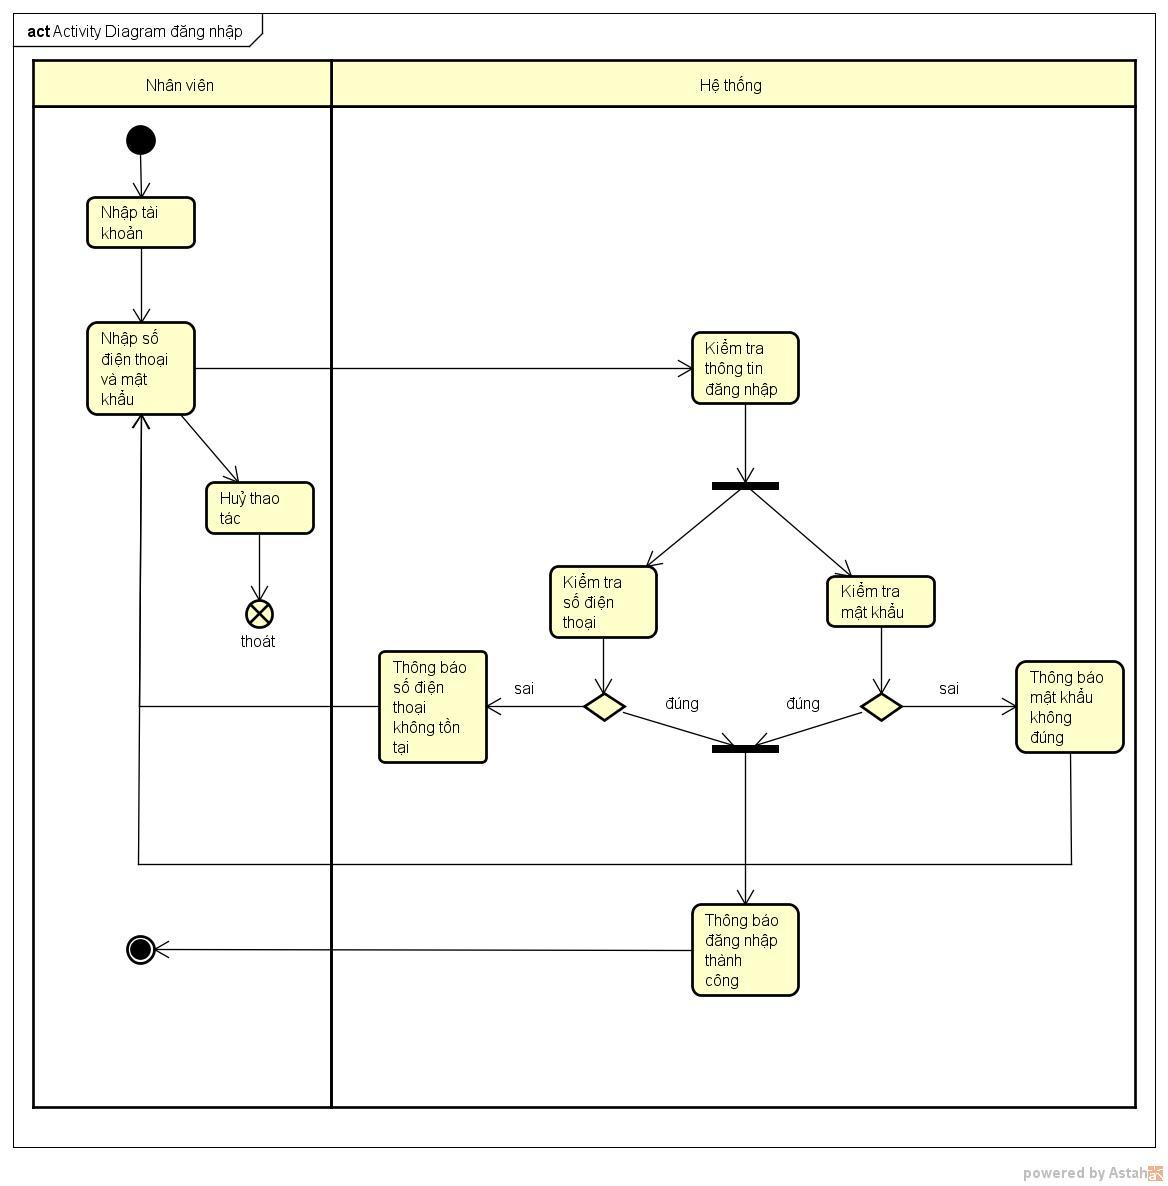 act Activity Diagram đăng nhập
Nhân viên
Hệ thống
Nhập tài
khoản
Nhập số
điện thoại
và mật
khẩu
Kiểm tra
thông tin
đăng nhập
Huỷ thao
tác
thoát
Kiểm tra
số điện
thoại
Kiểm tra
mật khẩu
Thông báo
số điện
thoại
không tồn
tại
sai
đúng
đúng
sai
Thông báo
mật khẩu
không
đúng
Thông báo
đăng nhập
thành
công
powered by Astah